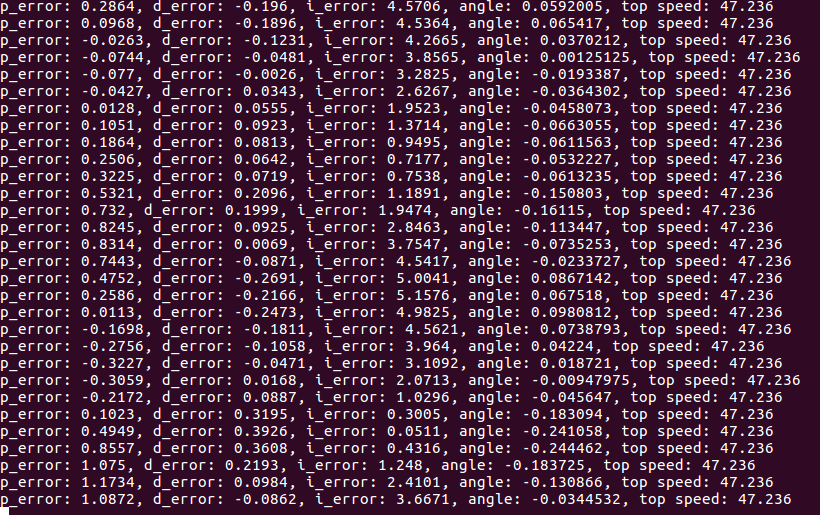 p_error: 0.2864, d_error: -0.196, i_error: 4.5706, angle: 0.0592005, top speed: 47.236
p_error: 0.0968, d_error: -0.1896, i_error: 4.5364, angle: 0.065417, top speed: 47.236
p_error: -0.0263, d_error: -0.1231, i_error: 4.2665, angle: 0.0370212, top speed: 47.236
p_error: -0.0744, d_error: -0.0481, i_error: 3.8565, angle: 0.00125125, top speed: 47.236
p_error: -0.077, d_error: -0.0026, i_error: 3.2825, angle: -0.0193387, top speed: 47.236
p_error: -0.0427, d_error: 0.0343, i_error: 2.6267, angle: -0.0364302, top speed: 47.236
p_error: 0.0128, d_error: 0.0555, i_error: 1.9523, angle: -0.0458073, top speed: 47.236
p_error: 0.1051, d_error: 0.0923, i_error: 1.3714, angle: -0.0663055, top speed: 47.236
p_error: 0.1864, d_error: 0.0813, i_error: 0.9495, angle: -0.0611563, top speed: 47.236
p_error: 0.2506, d_error: 0.0642, i_error: 0.7177, angle: -0.0532227, top speed: 47.236
p_error: 0.3225, d_error: 0.0719, i_error: 0.7538, angle: -0.0613235, top speed: 47.236
p_error: 0.5321, d_error: 0.2096, i_error: 1.1891, angle: -0.150803, top speed: 47.236
p_error: 0.732, d_error: 0.1999, i_error: 1.9474, angle: -0.16115, top speed: 47.236
p_error: 0.8245, d_error: 0.0925, i_error: 2.8463, angle: -0.113447, top speed: 47.236
p_error: 0.8314, d_error: 0.0069, i_error: 3.7547, angle: -0.0735253, top speed: 47.236
p_error: 0.7443, d_error: -0.0871, i_error: 4.5417, angle: -0.0233727, top speed: 47.236
p_error: 0.4752, d_error: -0.2691, i_error: 5.0041, angle: 0.0867142, top speed: 47.236
p_error: 0.2586, d_error: -0.2166, i_error: 5.1576, angle: 0.067518, top speed: 47.236
p_error: 0.0113, d_error: -0.2473, i_error: 4.9825, angle: 0.0980812, top speed: 47.236
p_error: -0.1698, d_error: -0.1811, i_error: 4.5621, angle: 0.0738793, top speed: 47.236
p_error: -0.2756, d_error: -0.1058, i_error: 3.964, angle: 0.04224, top speed: 47.236
p_error: -0.3227, d_error: -0.0471, i_error: 3.1092, angle: 0.018721, top speed: 47.236
p_error: -0.3059, d_error: 0.0168, i_error: 2.0713, angle: -0.00947975, top speed: 47.236
p_error: -0.2172, d_error: 0.0887, i_error: 1.0296, angle: -0.045647, top speed: 47.236
p_error: 0.1023, d_error: 0.3195, i_error: 0.3005, angle: -0.183094, top speed: 47.236
p_error: 0.4949, d_error: 0.3926, i_error: 0.0511, angle: -0.241058, top speed: 47.236
p_error: 0.8557, d_error: 0.3608, i_error: 0.4316, angle: -0.244462, top speed: 47.236
p_error: 1.075, d_error: 0.2193, i_error: 1.248, angle: -0.183725, top speed: 47.236
p_error: 1.1734, d_error: 0.0984, i_error: 2.4101, angle: -0.130866, top speed: 47.236
p_error: 1.0872, d_error: -0.0862, i_error: 3.6671, angle: -0.0344532, top speed: 47.236